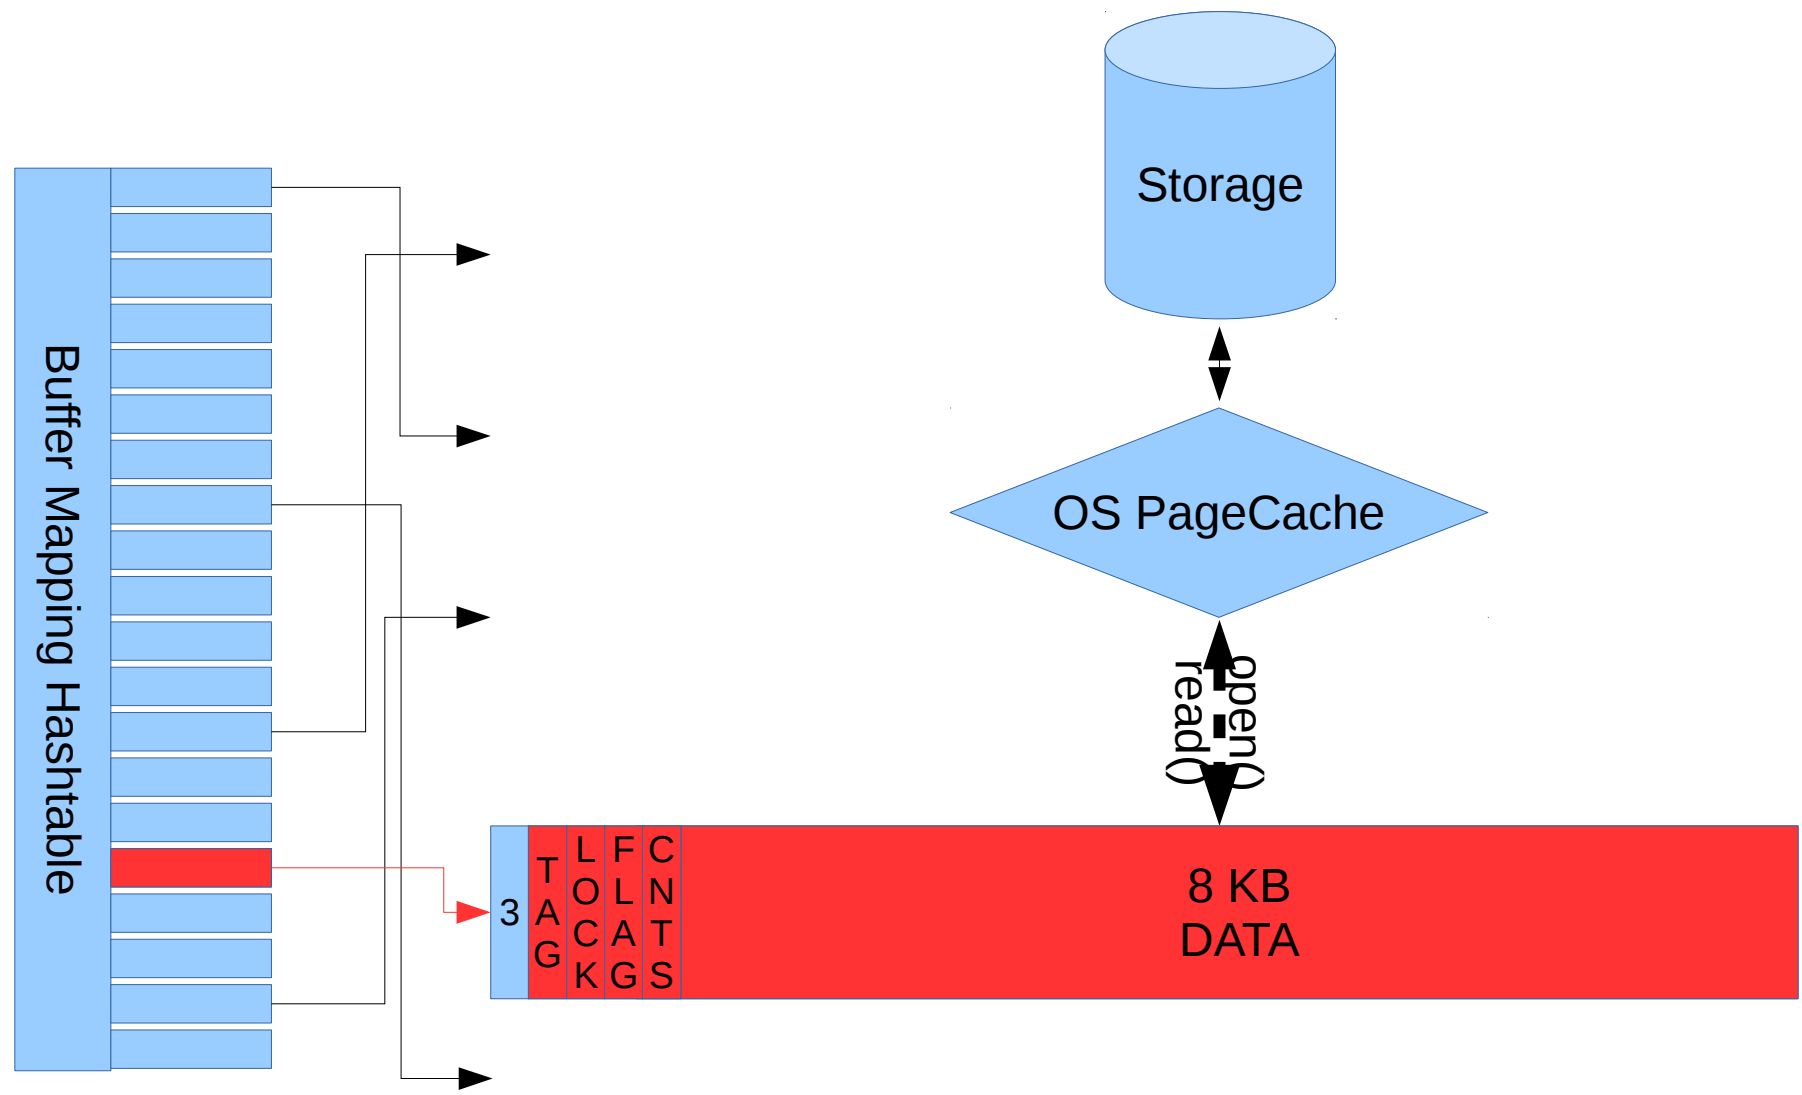 Storage
OS PageCache
open()
read()
Buffer Mapping Hashtable
3
TAG
LOCK
FLAG
CNTS
8 KB
DATA